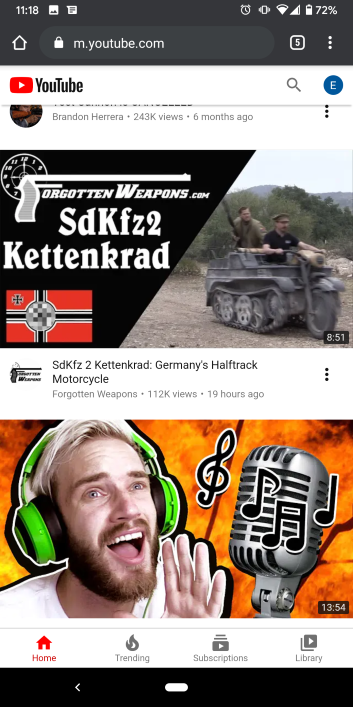 11:18
72%
m.youtube.com
5
YouTube
E
Brandon Herrera • 243K views • 6 months ago
FORGOTTEN WEAPONS.COM
SdKfz2
Kettenkrad
8:51
SdKfz 2 Kettenkrad: Germany's Halftrack
Motorcycle
Forgotten Weapons • 112K views • 19 hours ago
13:54
Home
Trending
Subscriptions
Library